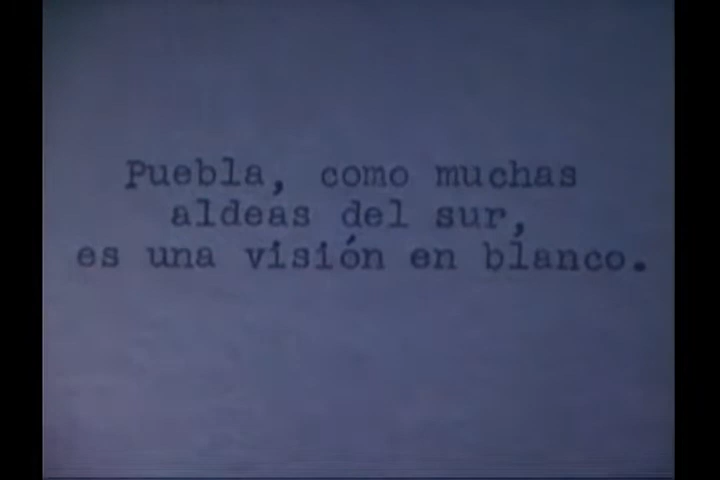 Puebla, como muchas
aldeas del sur,
es una visión en blanco.